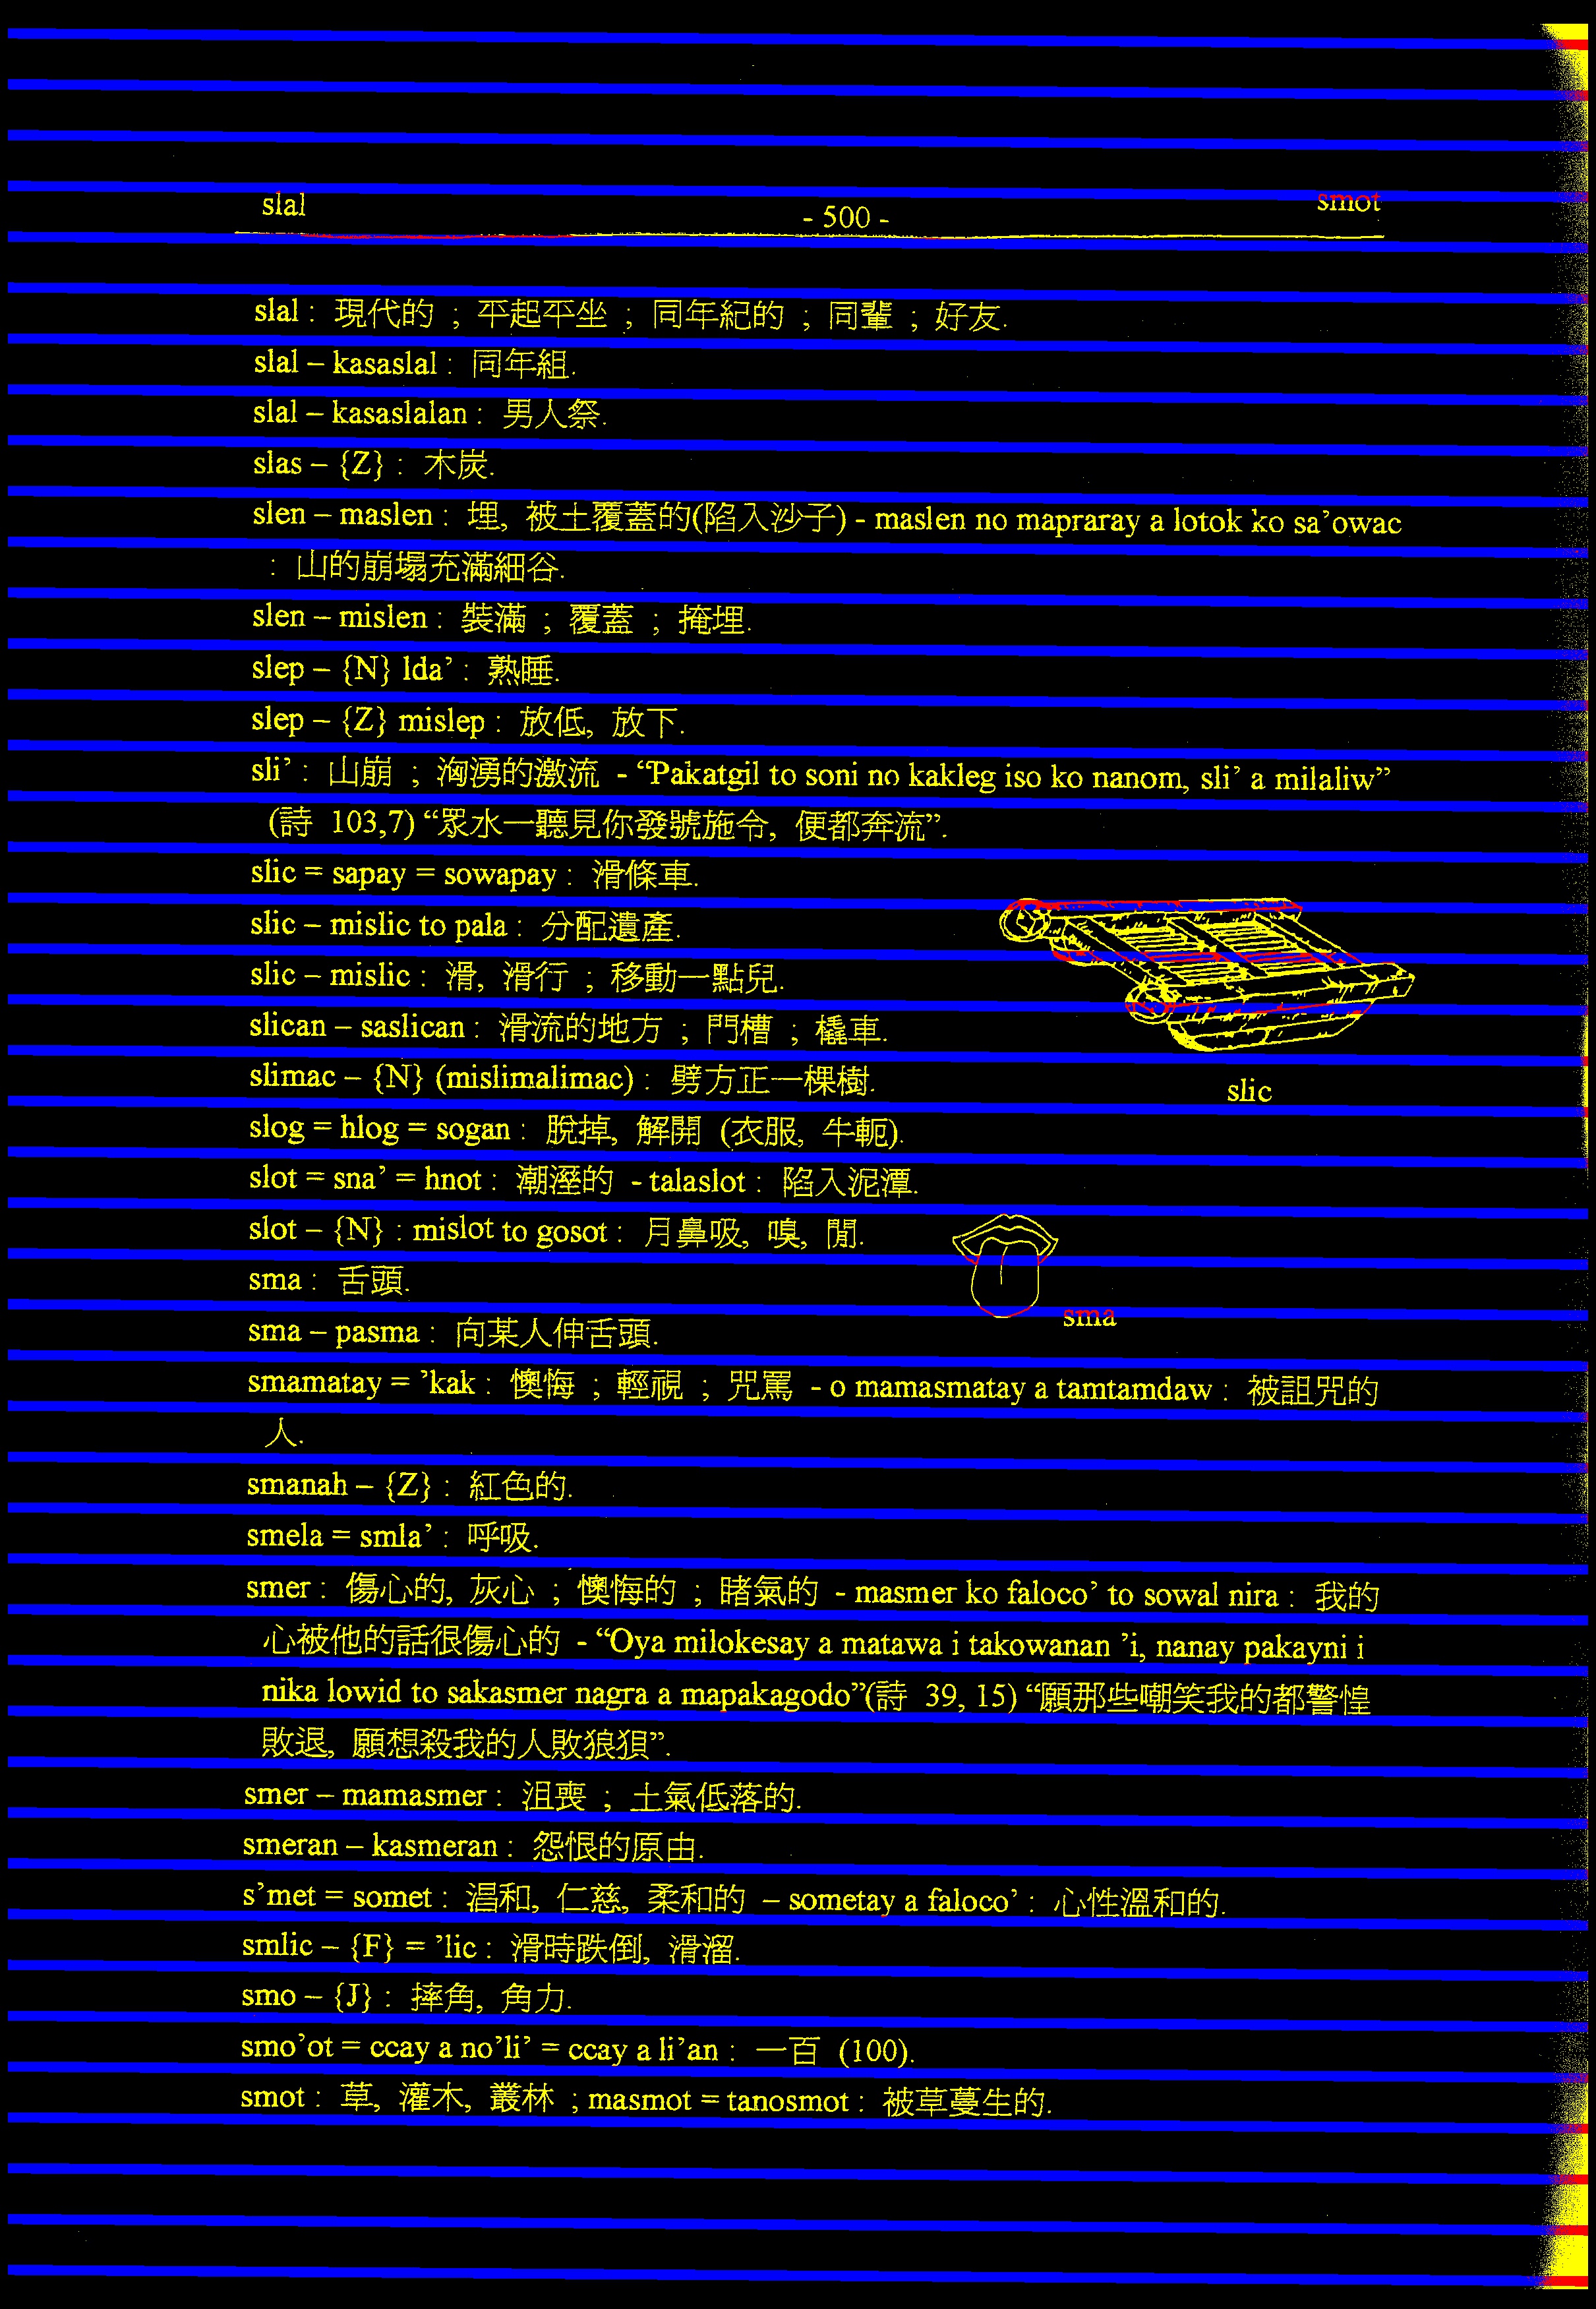 slal
- 500 -
smot
slal : 現代的 ; 平起平坐 ; 同年紀的 ; 同輩 ; 好友.
slal – kasaslal : 同年組.
slal – kasaslalan : 男人祭.
slas – {Z} : 木炭.
slen – maslen : 埋, 被土覆蓋的(陷入沙子) - maslen no mapraray a lotok ko sa’owac
: 山的崩塌充滿細谷.
slen – mislen : 裝滿 ; 覆蓋 ; 掩埋.
slep – {N} lda’ : 熟睡.
slep – {Z} mislep : 放低, 放下.
sli’ : 山崩 ; 洶湧的激流 - “Pakatgil to soni no kakleg iso ko nanom, sli’ a milaliw”
(詩 103,7) “眾水一聽見你發號施令, 便都奔流”.
slic = sapay = sowapay : 滑條車.
slic – mislic to pala : 分配遺產.
slic – mislic : 滑, 滑行 ; 移動一點兒.
slican – saslican : 滑流的地方 ; 門槽 ; 橇車.
slimac – {N} (mislimalimac) : 劈方正一棵樹.
slic
slog = hlog = sogan : 脫掉, 解開 (衣服, 牛軛).
slot = sna’ = hnot : 潮溼的 - talaslot : 陷入泥潭.
slot – {N} : mislot to gosot : 月鼻吸, 嗅, 聞.
sma : 舌頭.
sma
sma – pasma : 向某人伸舌頭.
smamatay = ’kak : 懊悔 ; 輕視 ; 咒罵 - o mamasmatay a tamtamdaw : 被詛咒的
人.
smanah – {Z} : 紅色的.
smela = smla’ : 呼吸.
smer : 傷心的, 灰心 ; 懊悔的 ; 賭氣的 - masmer ko faloco’ to sowal nira : 我的
心被他的話很傷心的 - “Oya milokesay a matawa i takowanan ’i, nanay pakayni i
nika lowid to sakasmer nagra a mapakagodo”(詩 39, 15) “願那些嘲笑我的都驚惶
敗退, 願想殺我的人敗狼狽”.
smer – mamasmer : 沮喪 ; 土氣低落的.
smeran – kasmeran : 怨恨的原由.
s’met = somet : 温和, 仁慈, 柔和的 – sometay a faloco’ : 心性溫和的.
smlic – {F} = ’lic : 滑時跌倒, 滑溜.
smo – {J} : 摔角, 角力.
smo’ot = ccay a no’li’ = ccay a li’an : 一百 (100).
smot : 草, 灌木, 叢林 ; masmot = tanosmot : 被草蔓生的.